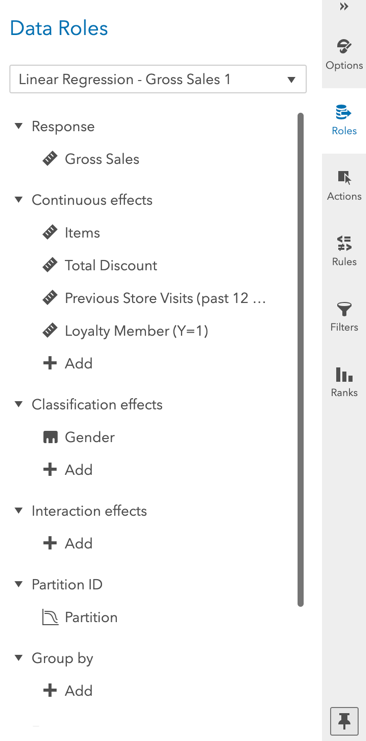 Data Roles
Linear Regression - Gross Sales 1
Response
Gross Sales
Continuous effects
Items
Total Discount
Previous Store Visits (past 12 ...
Loyalty Member (Y=1)
Add
Classification effects
Gender
Add
Interaction effects
Add
Partition ID
Partition
Group by
Add
Options
Roles
Actions
Rules
Filters
Ranks